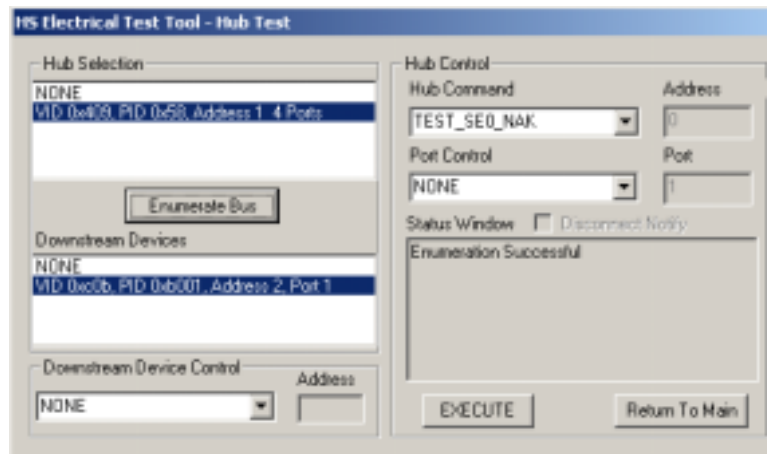 HS Electrical Test Tool - Hub Test
Hub Selection
NONE
VID 0x409, PID 0x58, Address 1 4 Ports
Enumerate Bus
Downstream Devices
NONE
VID 0xc0b, PID 0xb001, Address 2, Port 1
Downstream Device Control
Address
NONE
Hub Control
Hub Command
Address
TEST_SE0_NAK
0
Port Control
Port
NONE
1
Status Window
Disconnect Notify
Enumeration Successful
EXECUTE
Return To Main